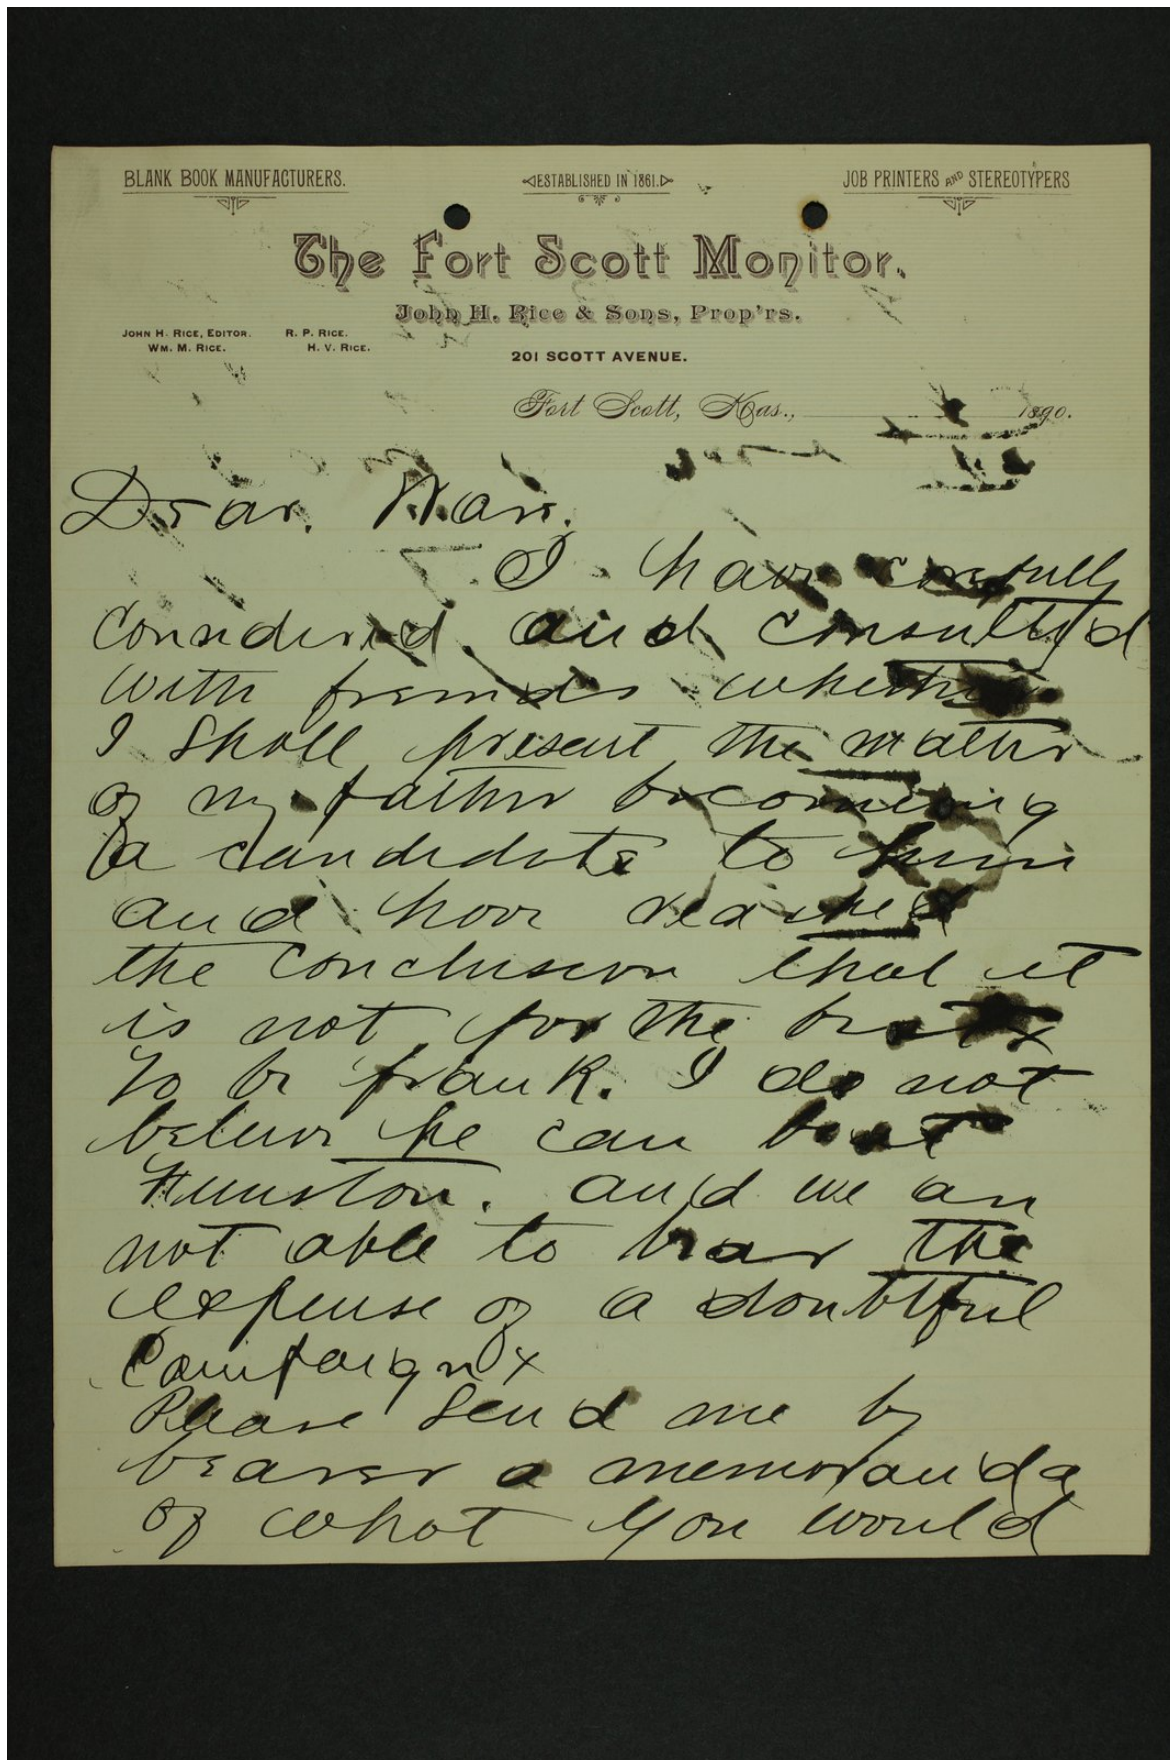 BLANK BOOK MANUFACTURERS.
ESTABLISHED IN 1861.
JOB PRINTERS AND STEREOTYPERS
The Fort Scott Monitor.
John H. Rice & Sons, Prop'rs.
JOHN H. RICE, EDITOR. R. P. RICE.
WM. M. RICE. H. V. RICE.
201 SCOTT AVENUE.
Fort Scott, Kas., 1890.
Dear
I have carefully
considered and consulted
with friends whether
I shall present the matter
of my father becoming
a candidate to him
and have reached
the conclusion that it
is not for the best
To be frank. I do not
believe he can beat
Funston. and we are
not able to bear the
expense of a doubtful
Campaign x
Please send me by
bearer a memoranda
of what you would